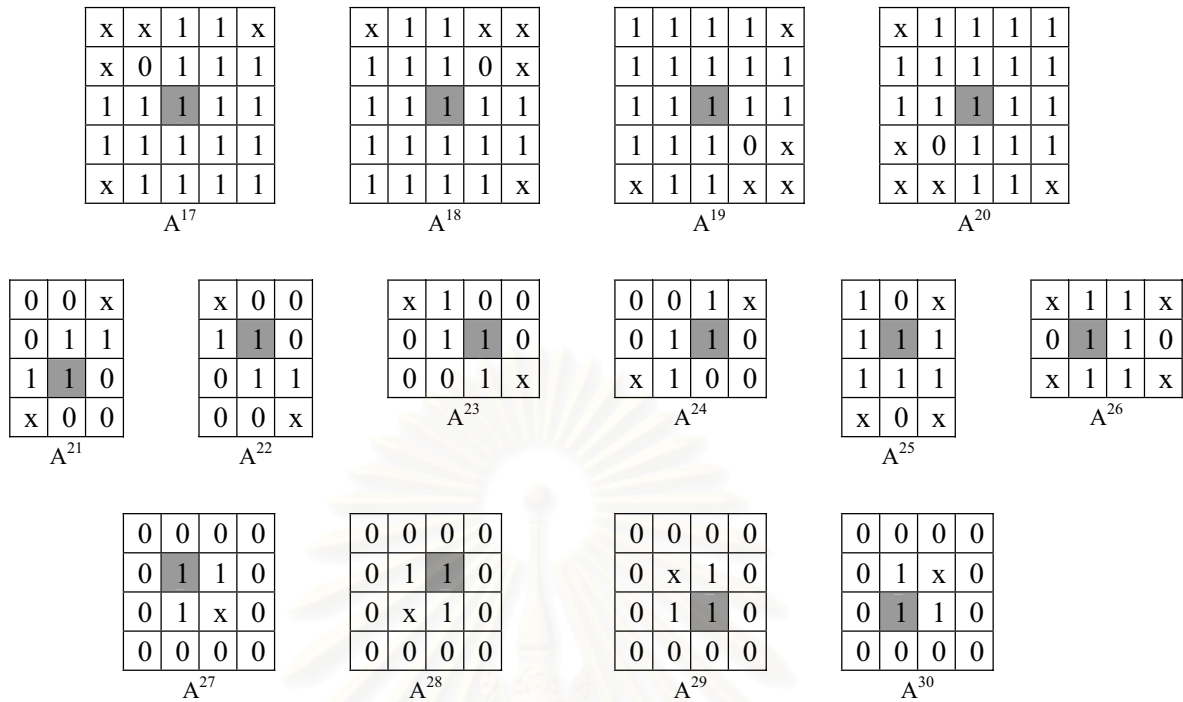 x x 1 1 x x 1 1 x x 1 1 1 1 x x 1 1 1 1
x 0 1 1 1 1 1 1 0 x 1 1 1 1 1 1 1 1 1 1
1 1 1 1 1 1 1 1 1 1 1 1 1 1 1 1 1 1 1 1
1 1 1 1 1 1 1 1 1 1 1 1 1 0 x x 0 1 1 1
x 1 1 1 1 1 1 1 1 x x 1 1 x x x x 1 1 x
A17 A18 A19 A20
0 0 x x 0 0 x 1 0 0 0 0 1 x 1 0 x x 1 1 x
0 1 1 1 1 0 0 1 1 0 0 1 1 0 1 1 1 0 1 1 0
1 1 0 0 1 1 0 0 1 x x 1 0 0 1 1 1 x 1 1 x
x 0 0 0 0 x x 0 x
A21 A22 A23 A24 A25 A26
0 0 0 0 0 0 0 0 0 0 0 0 0 0 0 0
0 1 1 0 0 1 1 0 0 x 1 0 0 1 x 0
0 1 x 0 0 x 1 0 0 1 1 0 0 1 1 0
0 0 0 0 0 0 0 0 0 0 0 0 0 0 0 0
A27 A28 A29 A30